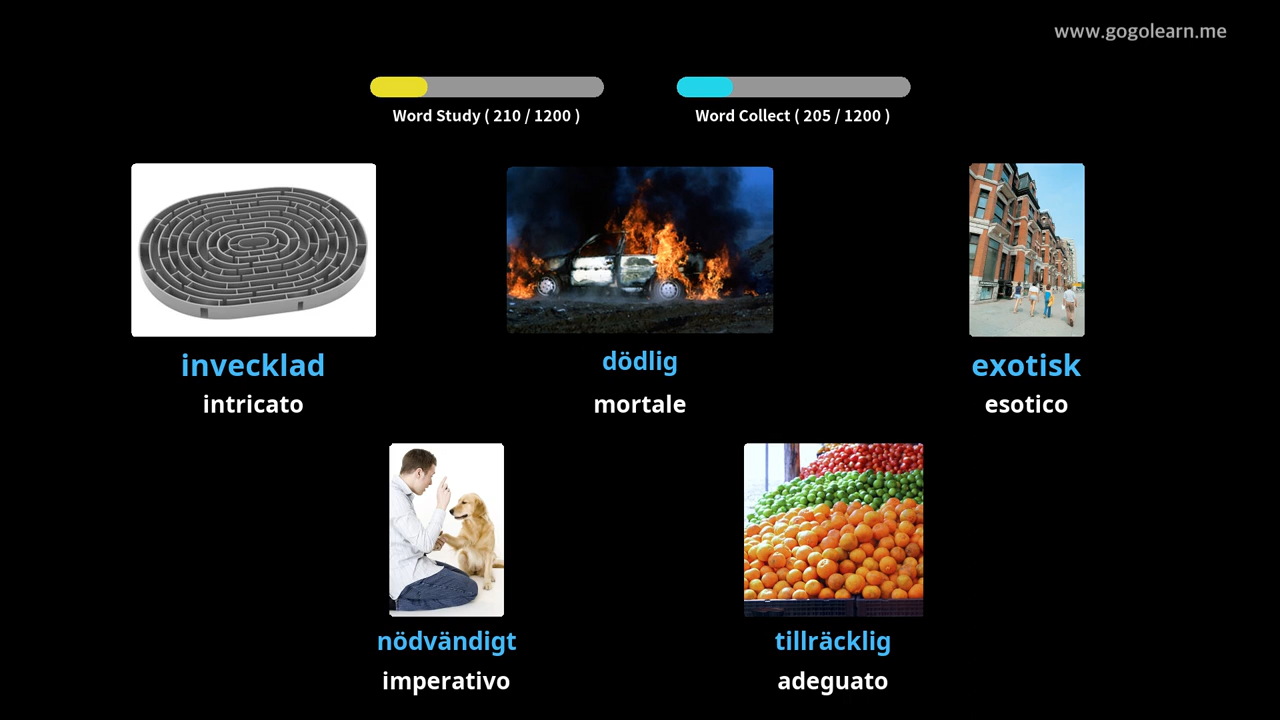 www.gogolearn.me
Word Study ( 210 / 1200 )
Word Collect ( 205 / 1200 )
invecklad
intricato
dödlig
mortale
exotisk
esotico
nödvändigt
imperativo
tillräcklig
adeguato